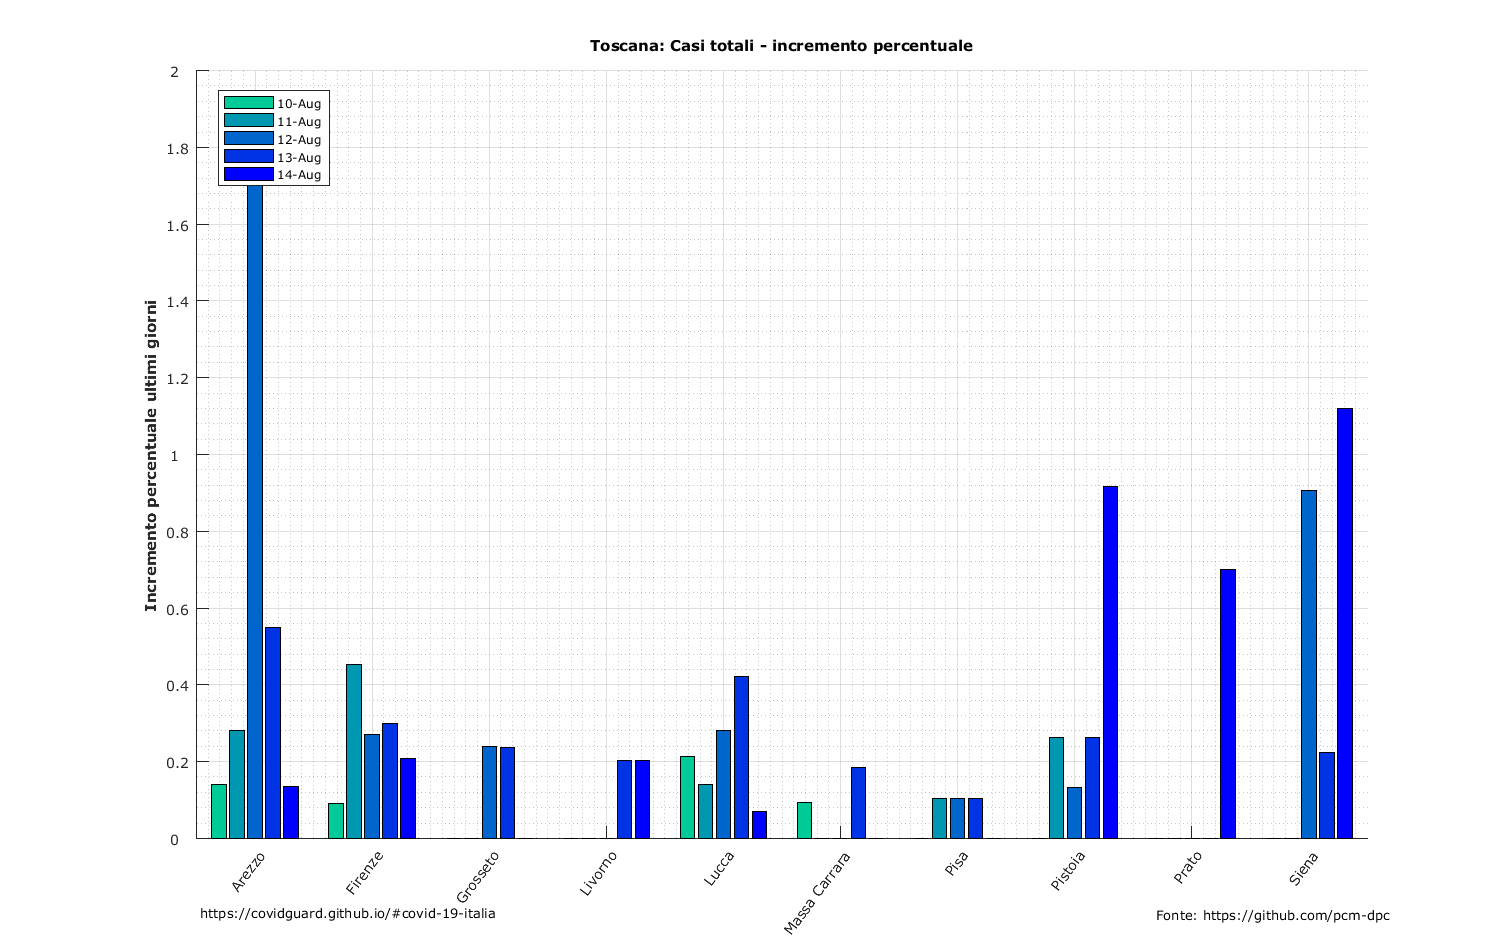 Toscana: Casi totali - incremento percentuale
Incremento percentuale ultimi giorni
2
1.8
1.6
1.4
1.2
1
0.8
0.6
0.4
0.2
0
10-Aug
11-Aug
12-Aug
13-Aug
14-Aug
Arezzo
Firenze
Grosseto
Livorno
Lucca
Massa Carrara
Pisa
Pistoia
Prato
Siena
https://covidguard.github.io/#covid-19-italia
Fonte: https://github.com/pcm-dpc